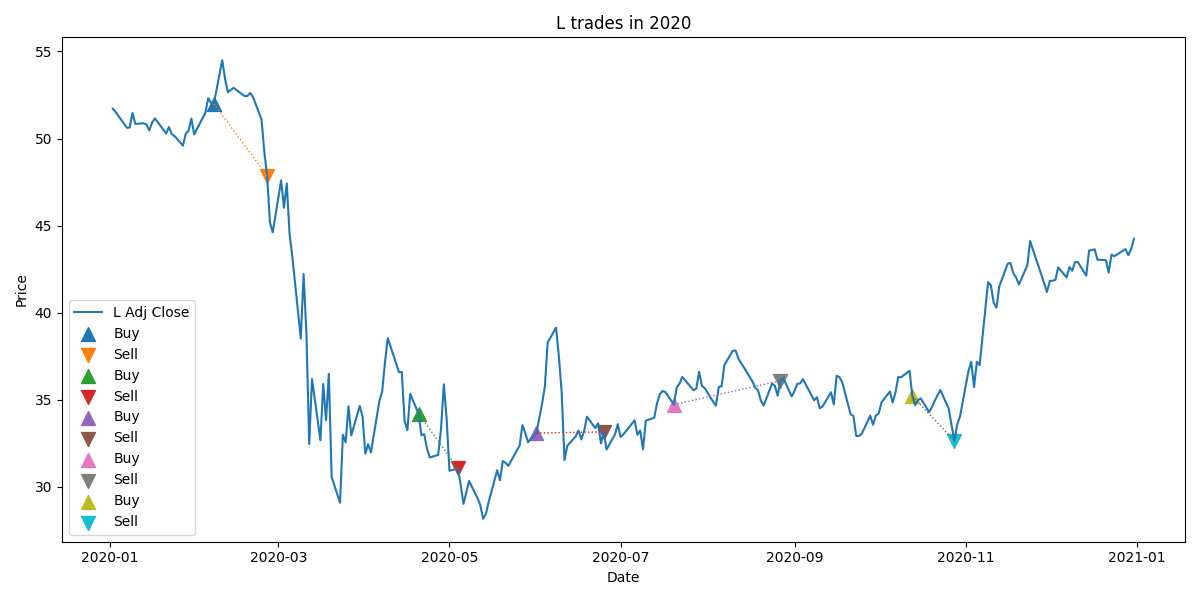 L trades in 2020
55
50
45
40
35
30
Price
L Adj Close
Buy
Sell
Buy
Sell
Buy
Sell
Buy
Sell
Buy
Sell
2020-01 2020-03 2020-05 2020-07 2020-09 2020-11 2021-01
Date